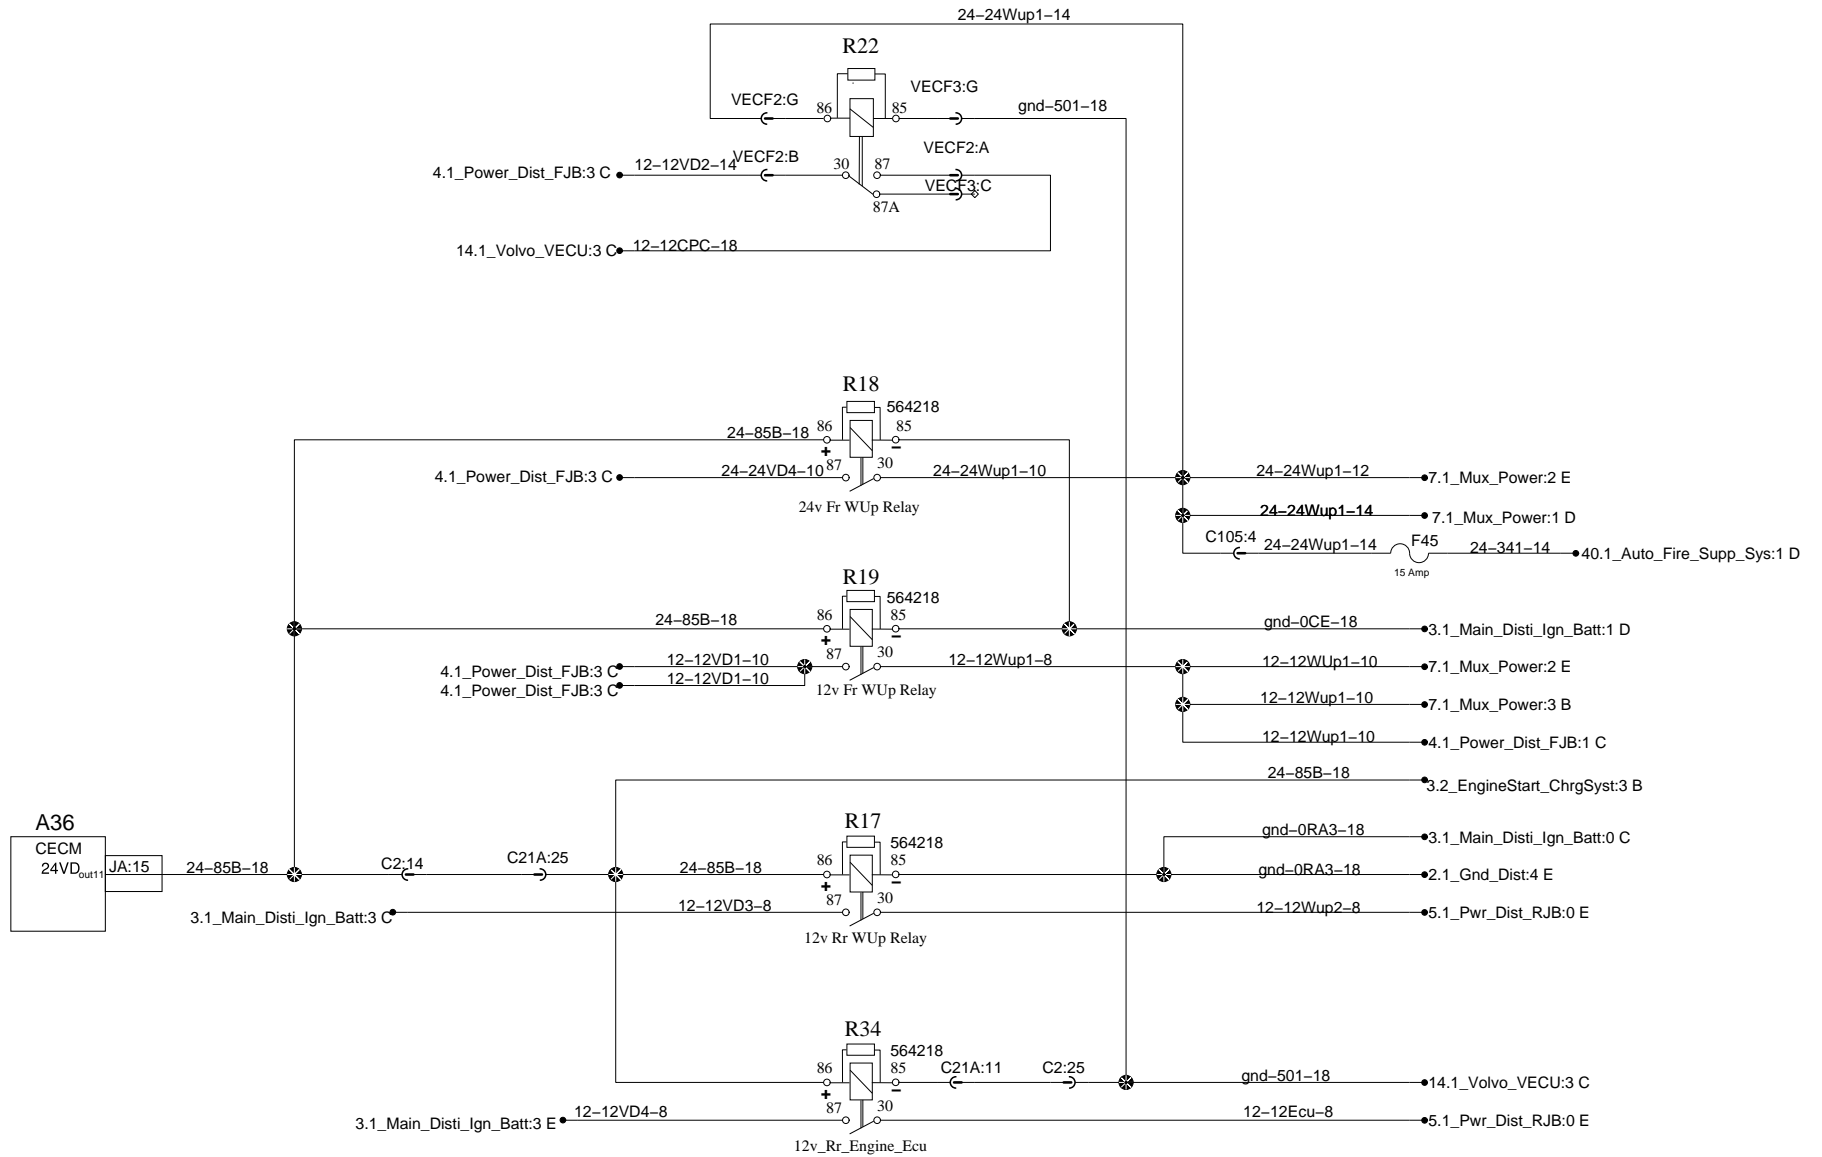 24-24Wup1-14
R22
VECF2:G
86
85
VECF3:G
gnd-501-18
4.1_Power_Dist_FJB:3 C
12-12VD2-14
VECF2:B
30
87
VECF2:A
VECF3:C
87A
14.1_Volvo_VECU:3 C
12-12CPC-18
R18
564218
24-85B-18
86
85
+
-
4.1_Power_Dist_FJB:3 C
24-24VD4-10
87
30
24-24Wup1-10
24-24Wup1-12
7.1_Mux_Power:2 E
24v Fr WUp Relay
24-24Wup1-14
7.1_Mux_Power:1 D
C105:4
24-24Wup1-14
F45
15 Amp
24-341-14
40.1_Auto_Fire_Supp_Sys:1 D
R19
564218
24-85B-18
86
85
+
-
gnd-0CE-18
3.1_Main_Disti_Ign_Batt:1 D
4.1_Power_Dist_FJB:3 C
12-12VD1-10
87
30
12-12Wup1-8
12-12WUp1-10
7.1_Mux_Power:2 E
4.1_Power_Dist_FJB:3 C
12-12VD1-10
12v Fr WUp Relay
12-12Wup1-10
7.1_Mux_Power:3 B
12-12Wup1-10
4.1_Power_Dist_FJB:1 C
24-85B-18
3.2_EngineStart_ChrgSyst:3 B
A36
CECM
24VD out11
JA:15
24-85B-18
C2:14
C21A:25
R17
564218
24-85B-18
86
85
+
-
gnd-0RA3-18
3.1_Main_Disti_Ign_Batt:0 C
gnd-0RA3-18
2.1_Gnd_Dist:4 E
3.1_Main_Disti_Ign_Batt:3 C
12-12VD3-8
87
30
12-12Wup2-8
5.1_Pwr_Dist_RJB:0 E
12v Rr WUp Relay
R34
564218
86
85
+
-
C21A:11
C2:25
gnd-501-18
14.1_Volvo_VECU:3 C
3.1_Main_Disti_Ign_Batt:3 E
12-12VD4-8
87
30
12-12Ecu-8
5.1_Pwr_Dist_RJB:0 E
12v_Rr_Engine_Ecu